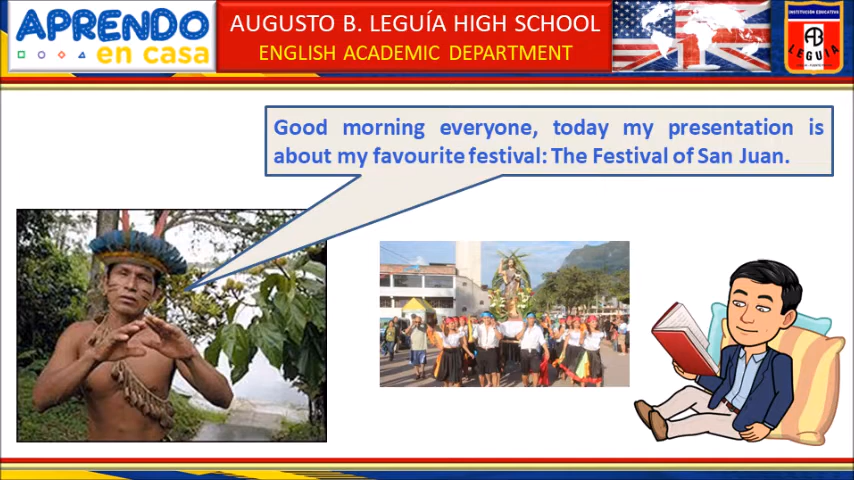 APRENDO
en casa
AUGUSTO B. LEGUÍA HIGH SCHOOL
ENGLISH ACADEMIC DEPARTMENT
INSTITUCIÓN EDUCATIVA
AB
LEGUIA
Good morning everyone, today my presentation is
about my favourite festival: The Festival of San Juan.